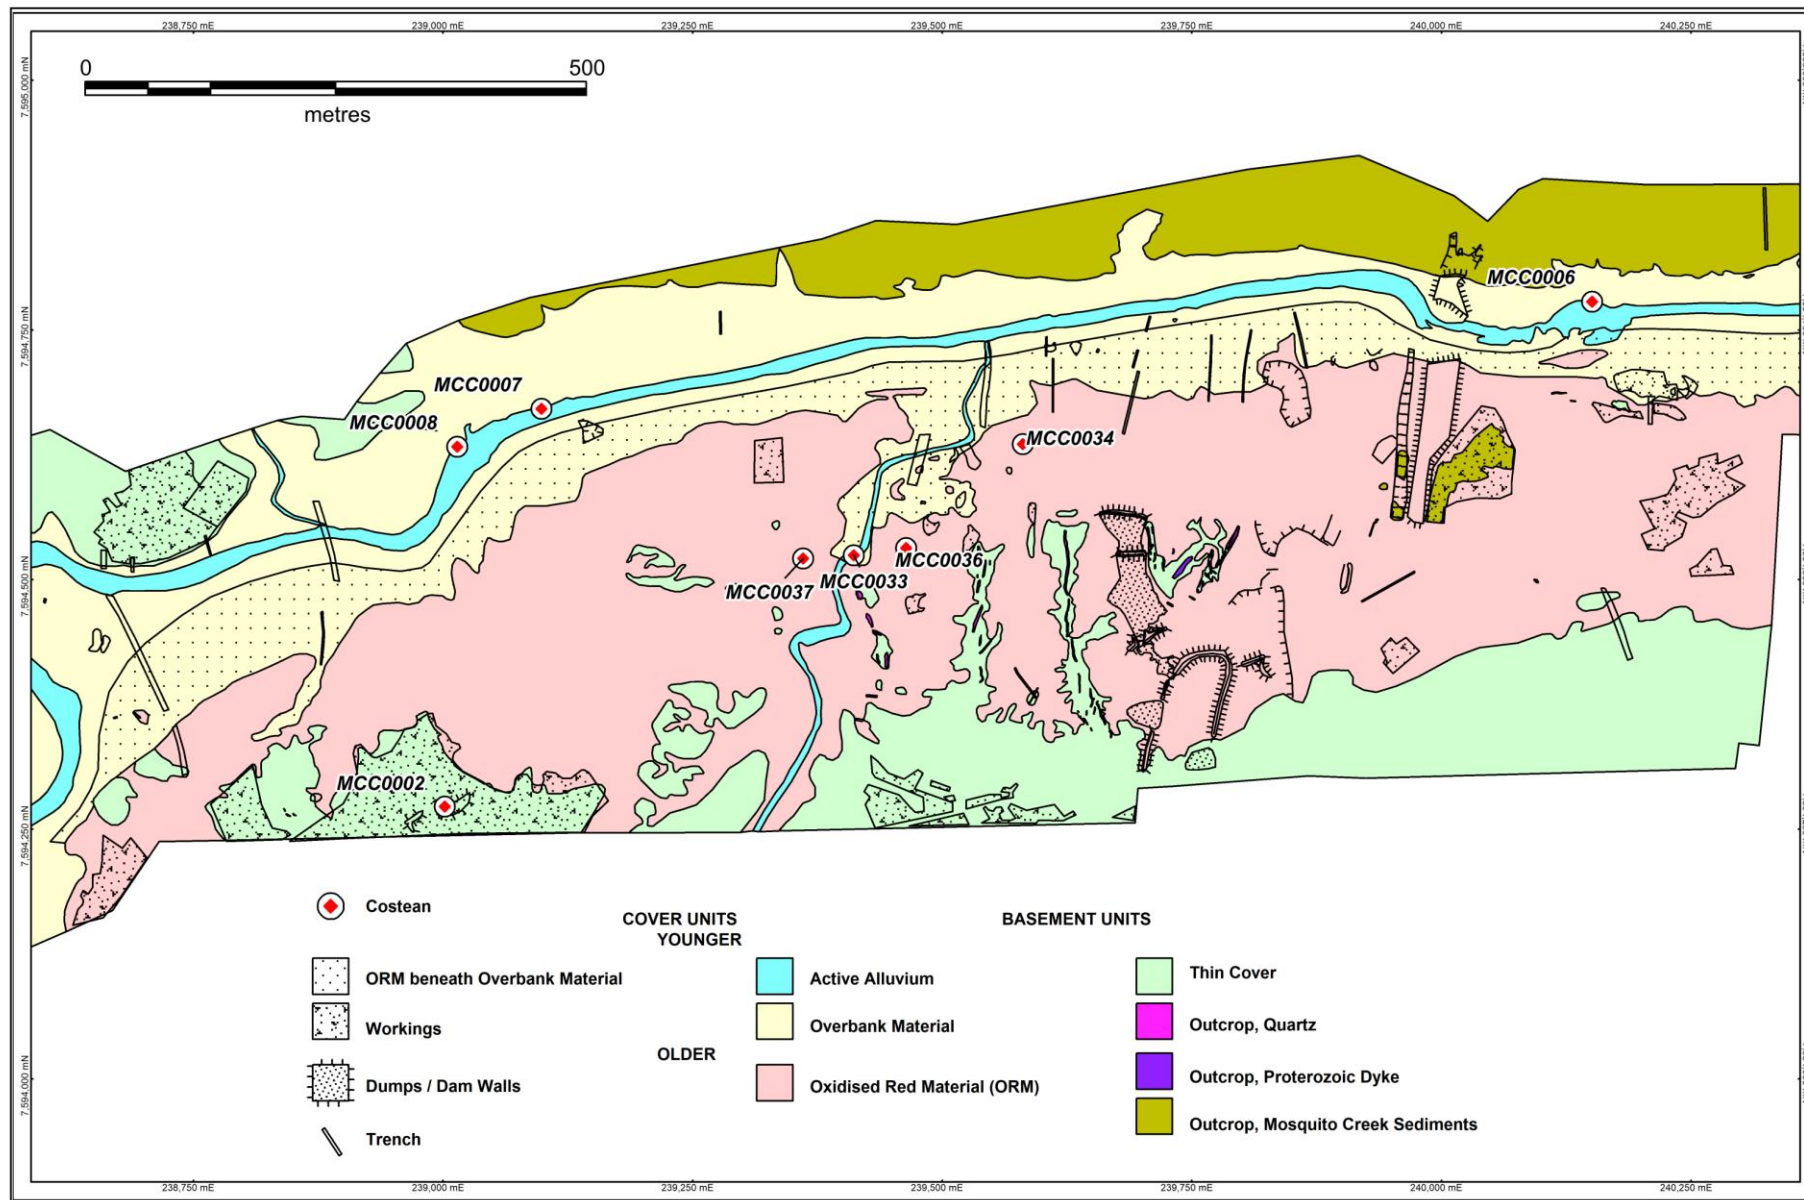 238,750 mE 239,000 mE 239,250 mE 239,500 mE 239,750 mE 240,000 mE 240,250 mE
0 500
metres
7,595,000 mN
7,594,750 mN
7,594,500 mN
7,594,250 mN
7,594,000 mN
MCC0006
MCC0007
MCC0008
MCC0034
MCC0036
MCC0033
MCC0037
MCC0002
Costean
ORM beneath Overbank Material
Workings
Dumps / Dam Walls
Trench
COVER UNITS
YOUNGER
Active Alluvium
Overbank Material
OLDER
Oxidised Red Material (ORM)
BASEMENT UNITS
Thin Cover
Outcrop, Quartz
Outcrop, Proterozoic Dyke
Outcrop, Mosquito Creek Sediments
238,750 mE 239,000 mE 239,250 mE 239,500 mE 239,750 mE 240,000 mE 240,250 mE